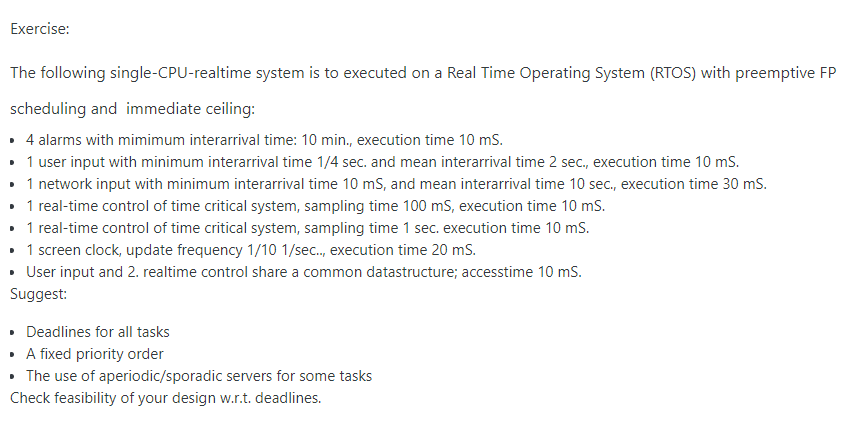 Exercise:
The following single-CPU-realtime system is to executed on a Real Time Operating System (RTOS) with preemptive FP
scheduling and  immediate ceiling:
• 4 alarms with mimimum interarrival time: 10 min., execution time 10 mS.
• 1 user input with minimum interarrival time 1/4 sec. and mean interarrival time 2 sec., execution time 10 mS.
• 1 network input with minimum interarrival time 10 mS, and mean interarrival time 10 sec., execution time 30 mS.
• 1 real-time control of time critical system, sampling time 100 mS, execution time 10 mS.
• 1 real-time control of time critical system, sampling time 1 sec. execution time 10 mS.
• 1 screen clock, update frequency 1/10 1/sec.., execution time 20 mS.
• User input and 2. realtime control share a common datastructure; accesstime 10 mS.
Suggest:
• Deadlines for all tasks
• A fixed priority order
• The use of aperiodic/sporadic servers for some tasks
Check feasibility of your design w.r.t. deadlines.